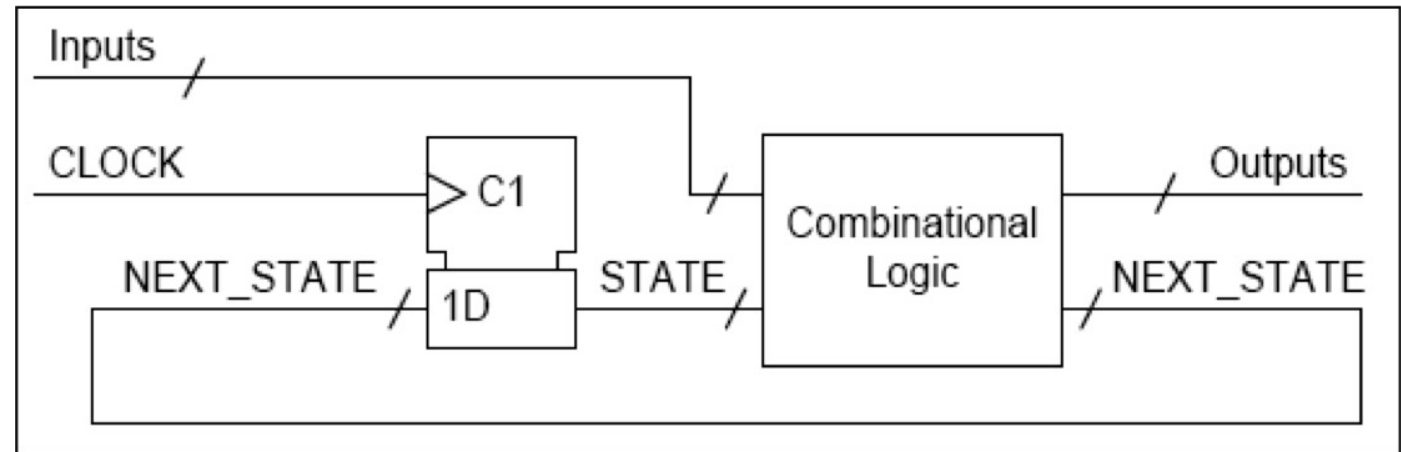 Inputs
CLOCK
C1
NEXT_STATE
1D
STATE
Combinational
Logic
Outputs
NEXT_STATE